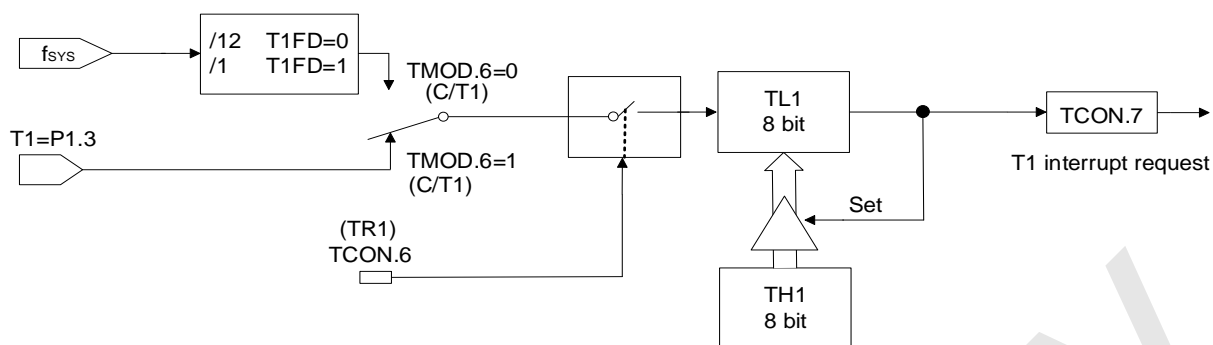 fSYS
/12 T1FD=0
/1 T1FD=1
TMOD.6=0
(C/T1)
T1=P1.3
TMOD.6=1
(C/T1)
(TR1)
TCON.6
TL1
8 bit
TCON.7
T1 interrupt request
Set
TH1
8 bit